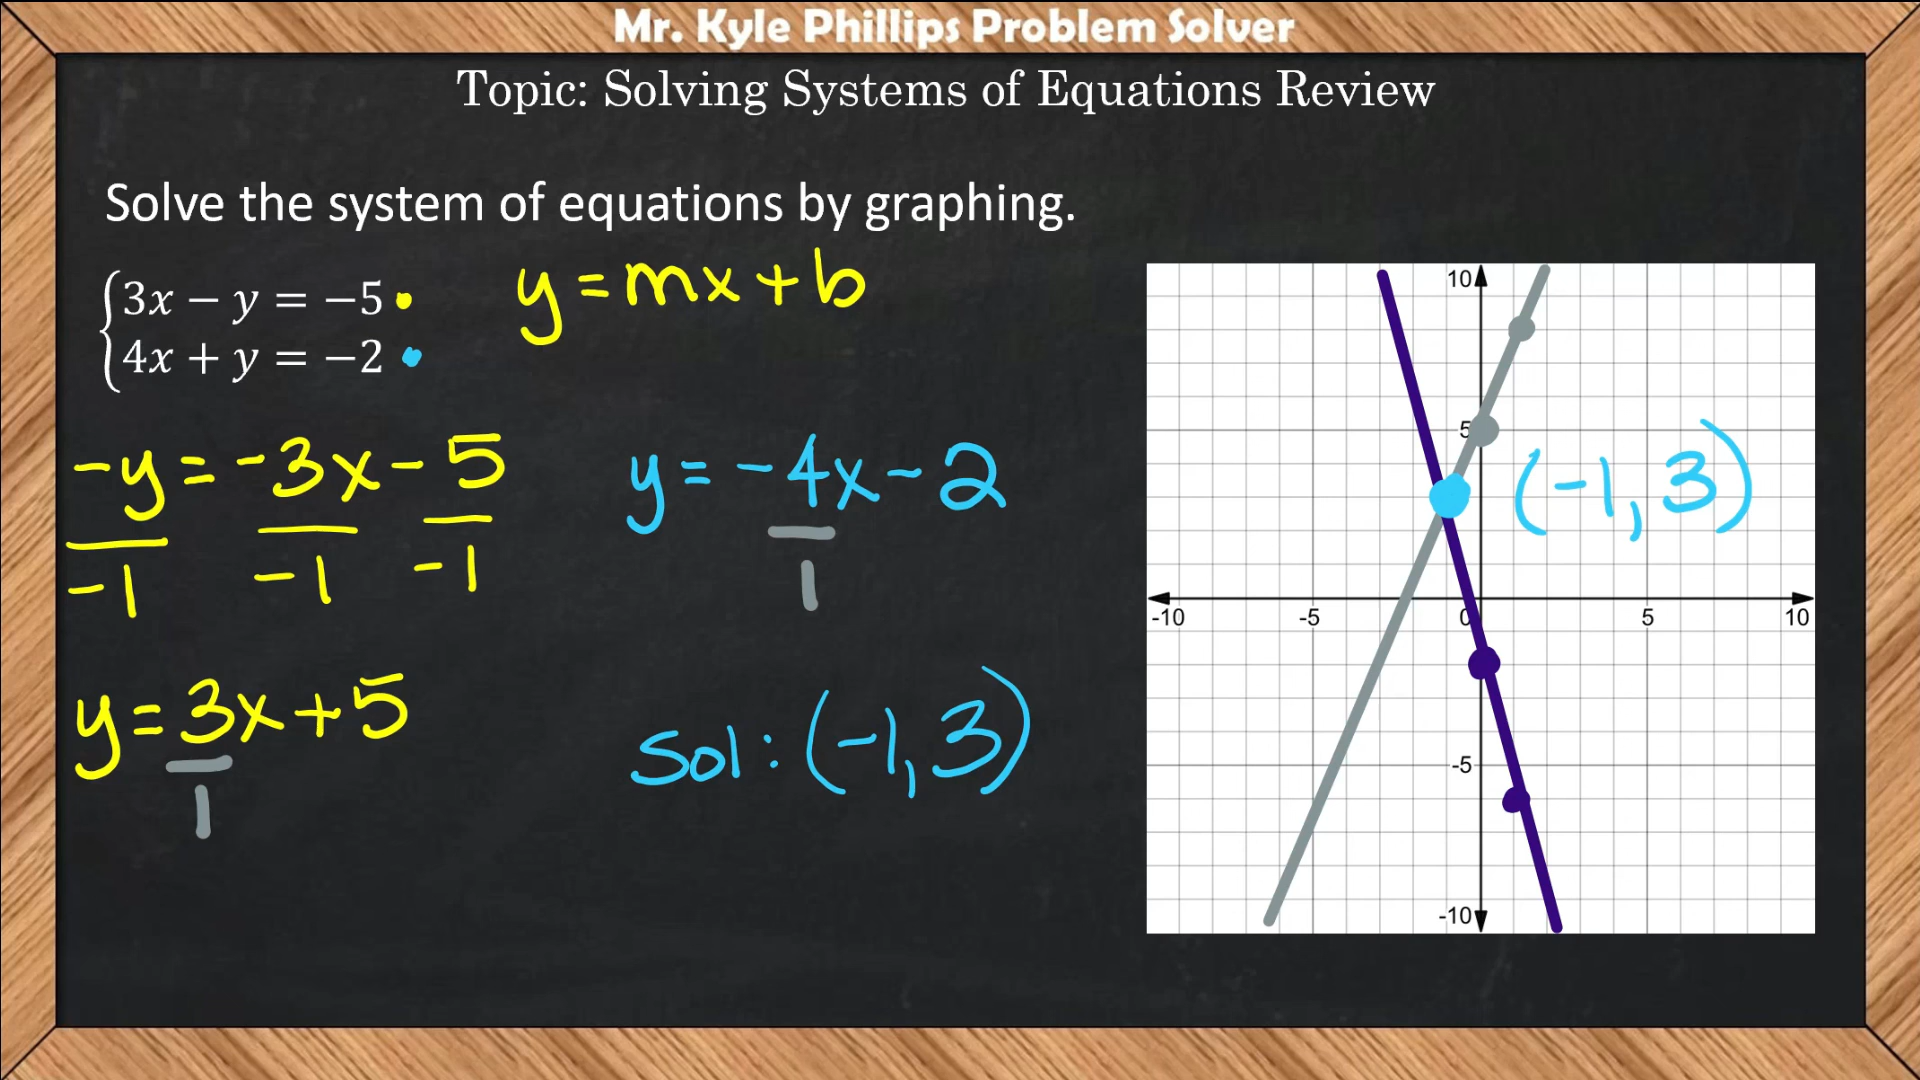 Mr. Kyle Phillips Problem Solver
Topic: Solving Systems of Equations Review
Solve the system of equations by graphing.
3x − y = −5
4x + y = −2
y = mx + b
-y = -3x - 5
-1 -1 -1
y = 3x + 5
1
y = -4x - 2
1
Sol: (-1, 3)
10
5
(-1, 3)
-10 -5 0 5 10
-5
-10